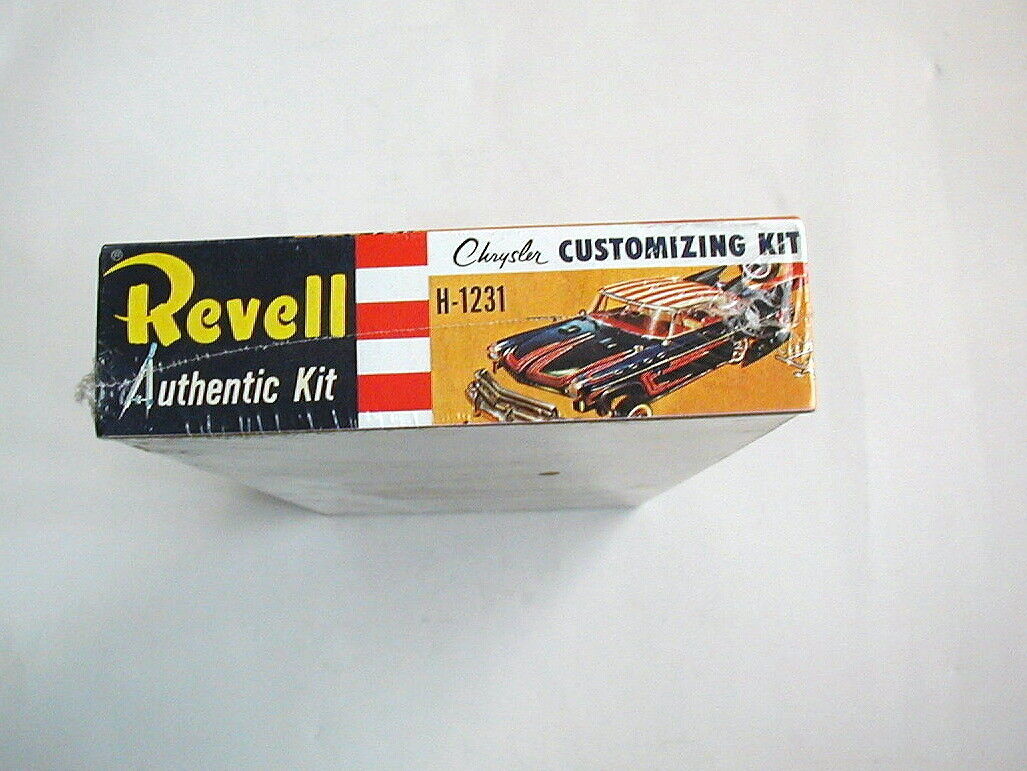 ®
Revell
Authentic Kit
Chrysler CUSTOMIZING KIT
H-1231